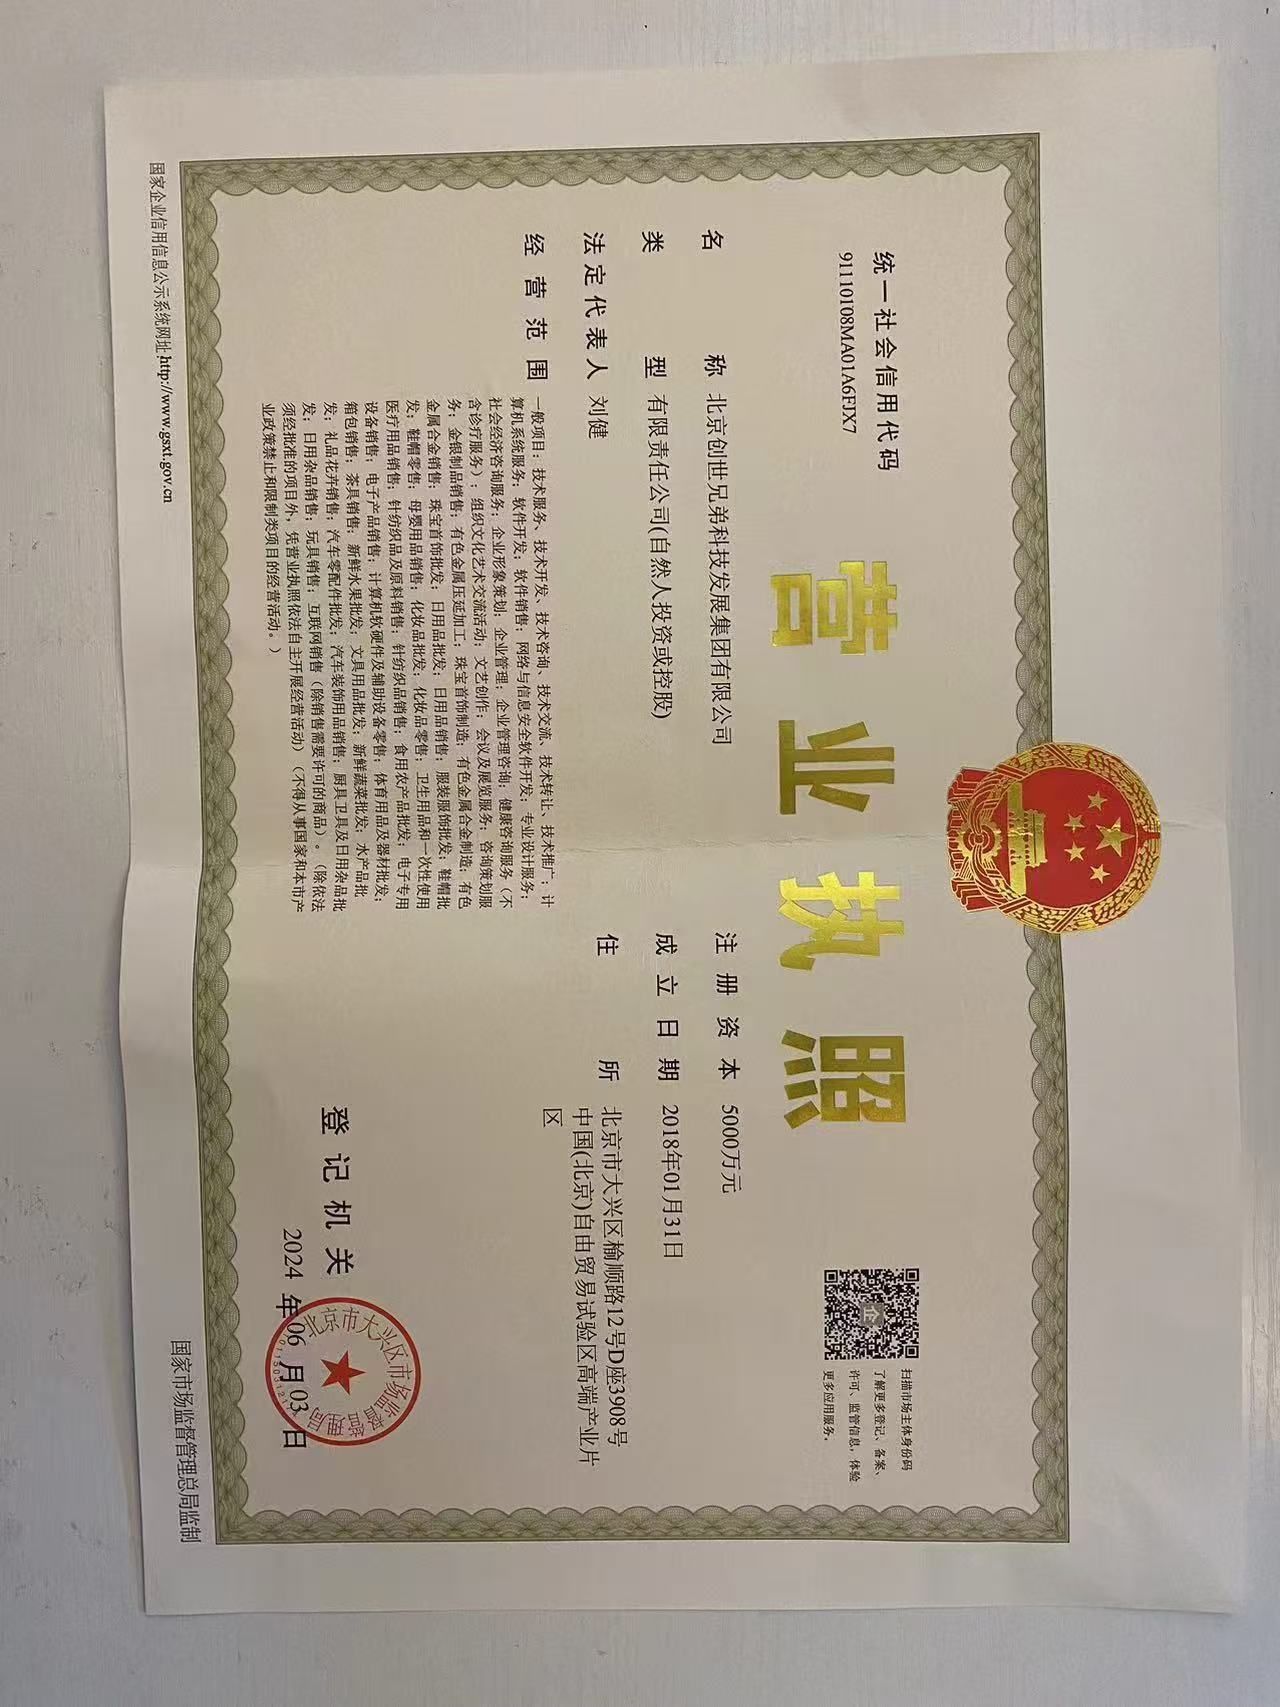 营业执照
统一社会信用代码
91110108MA01A6FJX7
扫描市场主体身份码
了解更多登记、备案、
许可、监管信息，体验
更多应用服务。
名称 北京创世兄弟科技发展集团有限公司
类型 有限责任公司(自然人投资或控股)
法定代表人 刘健
经营范围 一般项目：技术服务、技术开发、技术咨询、技术交流、技术转让、技术推广；计
算机系统服务；软件开发；软件销售；网络与信息安全软件开发；专业设计服务；
社会经济咨询服务；企业形象策划；企业管理；企业管理咨询；健康咨询服务（不
含诊疗服务）；组织文化艺术交流活动；文艺创作；会议及展览服务；咨询策划服
务；金银制品销售；有色金属压延加工；珠宝首饰制造；有色金属合金制造；有色
金属合金销售；珠宝首饰批发；日用品批发；日用品销售；服装服饰批发；鞋帽批
发；鞋帽零售；母婴用品销售；化妆品批发；化妆品零售；卫生用品和一次性使用
医疗用品销售；针纺织品及原料销售；针纺织品销售；食用农产品批发；电子专用
设备销售；电子产品销售；计算机软硬件及辅助设备零售；体育用品及器材批发；
箱包销售；茶具销售；新鲜水果批发；文具用品批发；新鲜蔬菜批发；水产品批
发；礼品花卉销售；汽车零配件批发；汽车装饰用品销售；厨具卫具及日用杂品批
发；日用杂品销售；玩具销售；互联网销售（除销售需要许可的商品）。（除依法
须经批准的项目外，凭营业执照依法自主开展经营活动）（不得从事国家和本市产
业政策禁止和限制类项目的经营活动。）
注册资本 5000万元
成立日期 2018年01月31日
住所 北京市大兴区榆顺路12号D座3908号
中国(北京)自由贸易试验区高端产业片
区
登记机关
北京市大兴区市场监督管理局
2024年06月03日
国家企业信用信息公示系统网址http://www.gsxt.gov.cn
国家市场监督管理总局监制